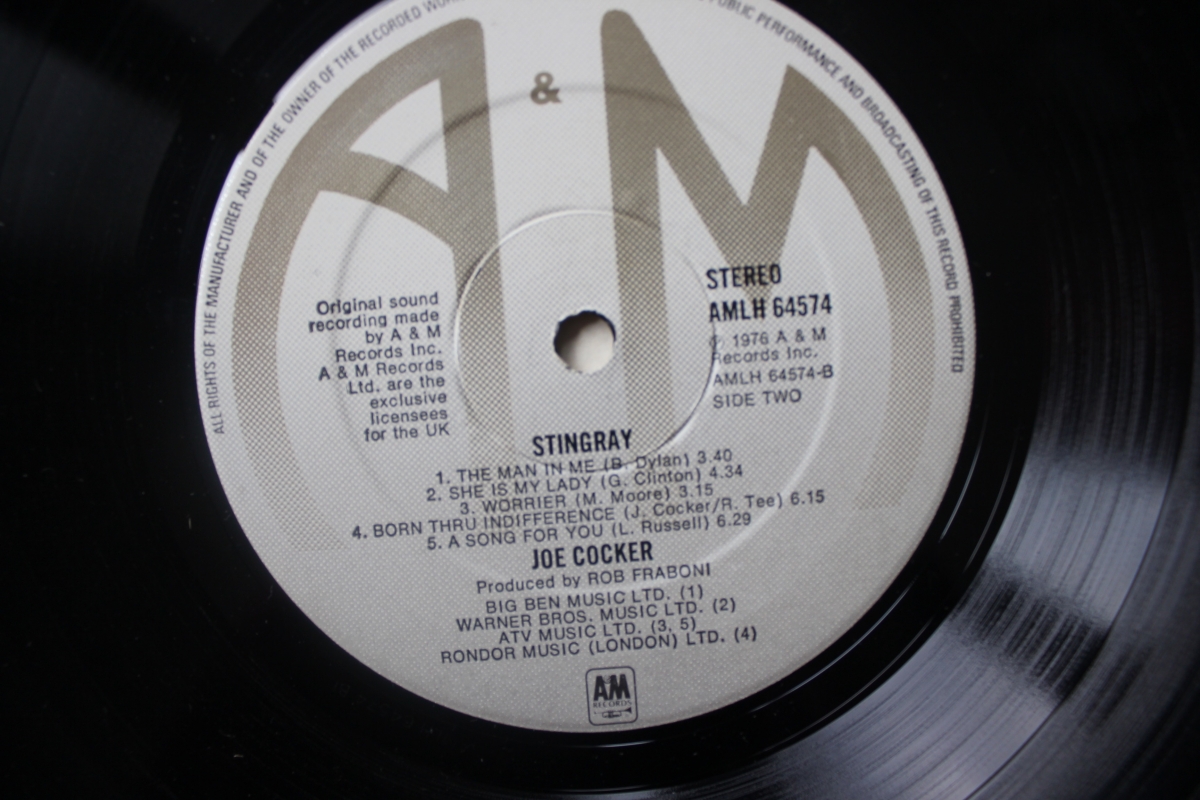 ALL RIGHTS OF THE MANUFACTURER AND OF THE OWNER OF THE RECORDED
PUBLIC PERFORMANCE AND BROADCASTING OF THIS RECORD PROHIBITED
A & M
Original sound
recording made
by A & M
Records Inc.
A & M Records
Ltd. are the
exclusive
licensees
for the UK
STEREO
AMLH 64574
℗ 1976 A & M
Records Inc.
AMLH 64574-B
SIDE TWO
STINGRAY
1. THE MAN IN ME (B. Dylan) 3.40
2. SHE IS MY LADY (G. Clinton) 4.34
3. WORRIER (M. Moore) 3.15
4. BORN THRU INDIFFERENCE (J. Cocker/R. Tee) 6.15
5. A SONG FOR YOU (L. Russell) 6.29
JOE COCKER
Produced by ROB FRABONI
BIG BEN MUSIC LTD. (1)
WARNER BROS. MUSIC LTD. (2)
ATV MUSIC LTD. (3, 5)
RONDOR MUSIC (LONDON) LTD. (4)
A&M
RECORDS